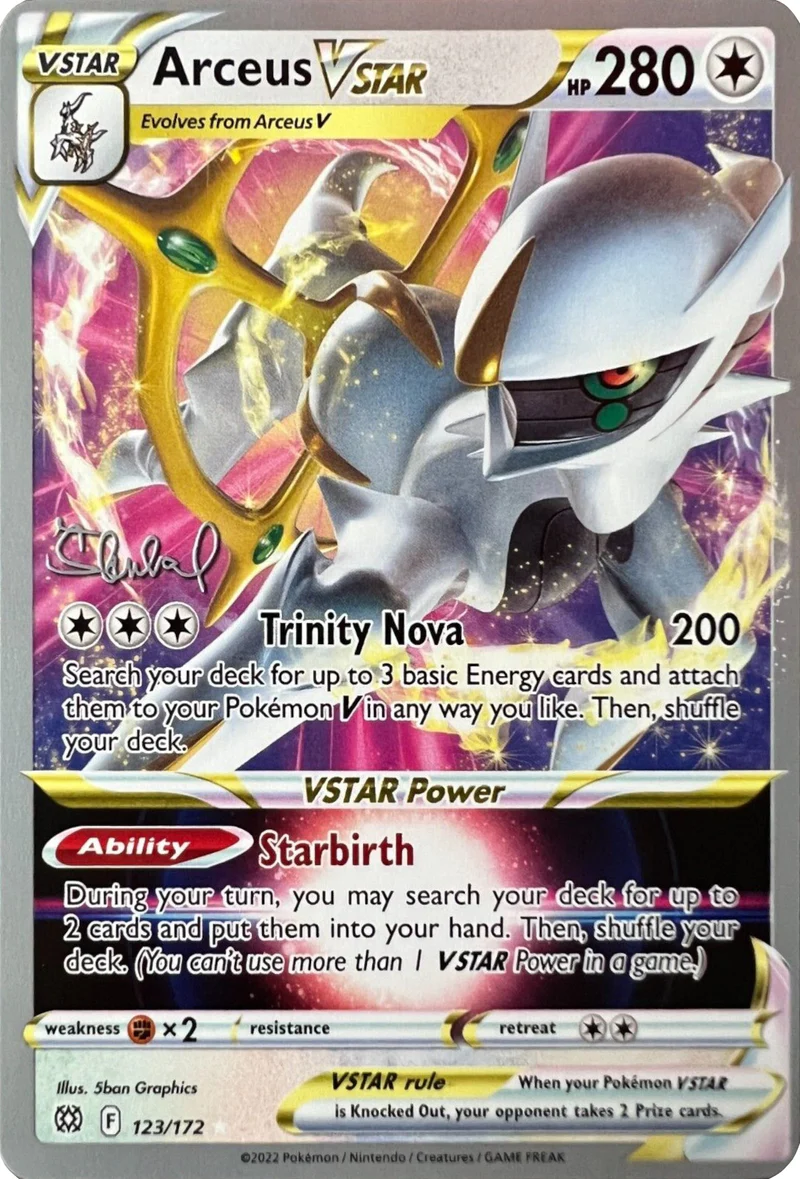 VSTAR Arceus VSTAR HP 280
Evolves from Arceus V
Trinity Nova 200
Search your deck for up to 3 basic Energy cards and attach
them to your Pokémon V in any way you like. Then, shuffle
your deck.
VSTAR Power
Ability Starbirth
During your turn, you may search your deck for up to
2 cards and put them into your hand. Then, shuffle your
deck. (You can't use more than 1 VSTAR Power in a game.)
weakness ×2 resistance retreat
Illus. 5ban Graphics
VSTAR rule When your Pokémon VSTAR
is Knocked Out, your opponent takes 2 Prize cards.
F 123/172
©2022 Pokémon / Nintendo / Creatures / GAME FREAK